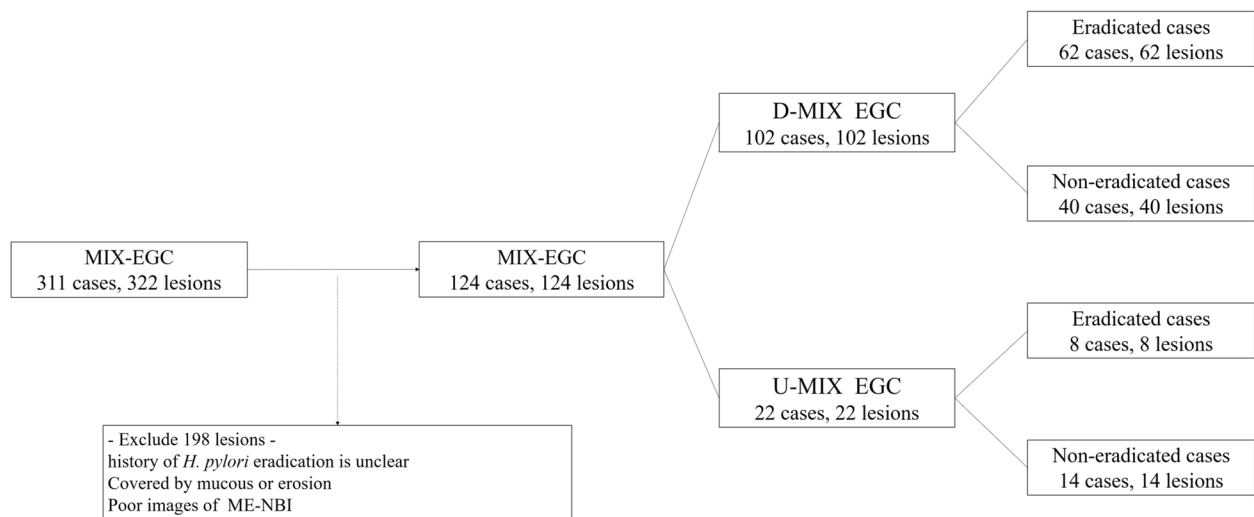 MIX-EGC
311 cases, 322 lesions
- Exclude 198 lesions -
history of H. pylori eradication is unclear
Covered by mucous or erosion
Poor images of ME-NBI
MIX-EGC
124 cases, 124 lesions
D-MIX EGC
102 cases, 102 lesions
Eradicated cases
62 cases, 62 lesions
Non-eradicated cases
40 cases, 40 lesions
U-MIX EGC
22 cases, 22 lesions
Eradicated cases
8 cases, 8 lesions
Non-eradicated cases
14 cases, 14 lesions